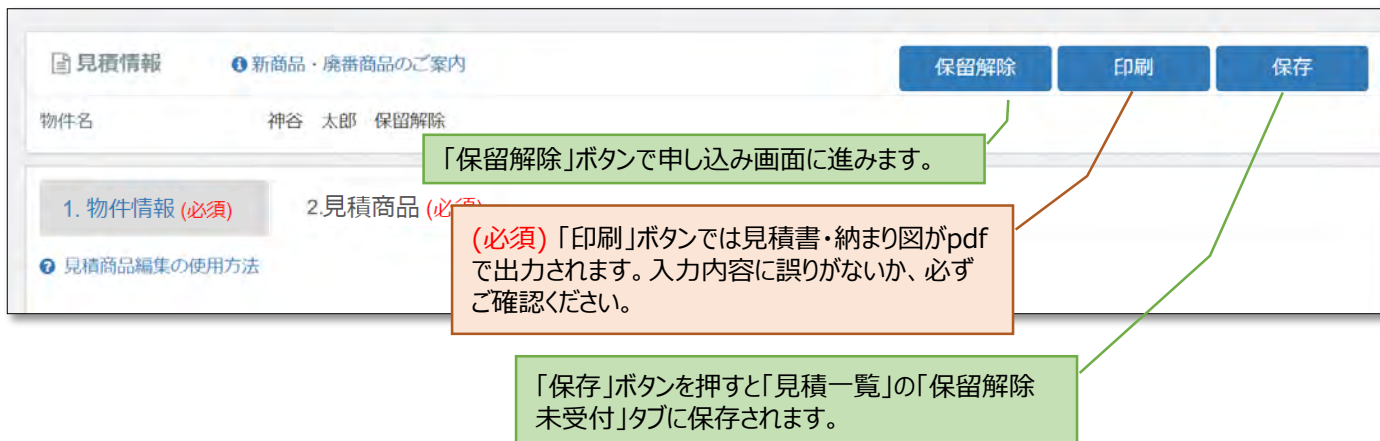 見積情報 新商品・廃番商品のご案内 保留解除 印刷 保存
物件名 神谷 太郎 保留解除
「保留解除」ボタンで申し込み画面に進みます。
1. 物件情報 (必須) 2.見積商品 (必須)
(必須) 「印刷」ボタンでは見積書・納まり図がpdf
で出力されます。入力内容に誤りがないか、必ず
ご確認ください。
見積商品編集の使用方法
「保存」ボタンを押すと「見積一覧」の「保留解除
未受付」タブに保存されます。